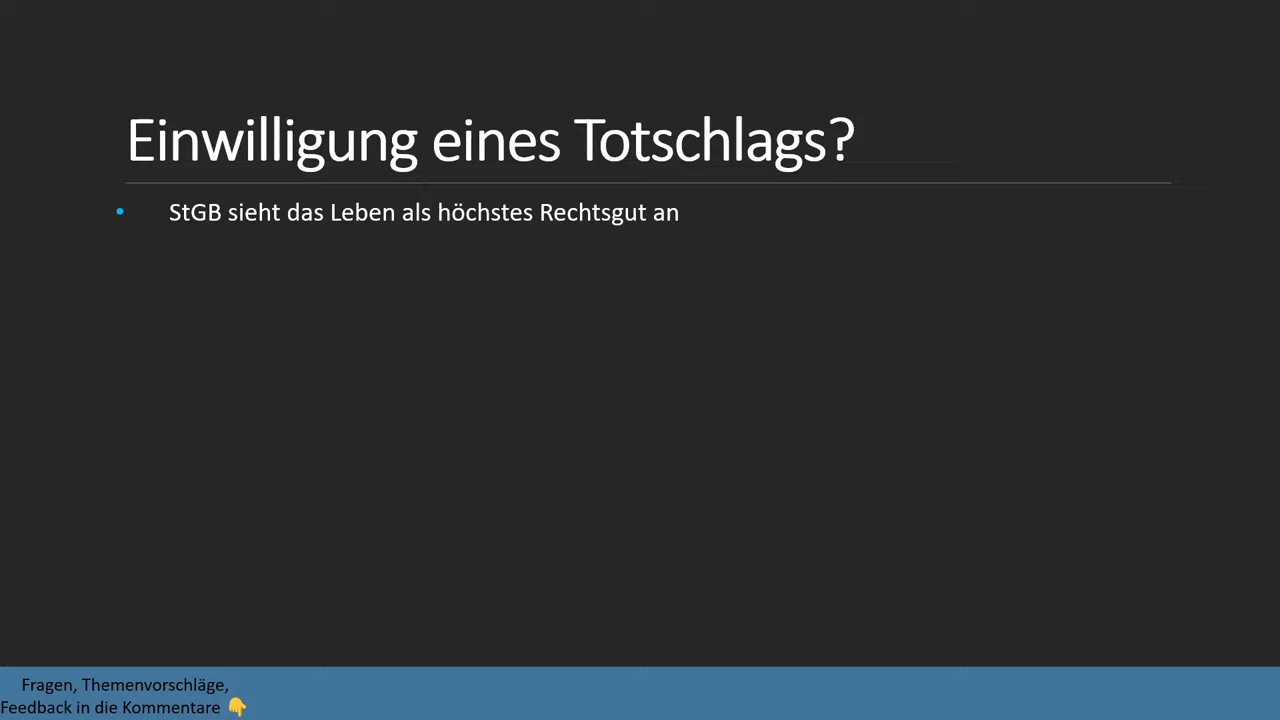 Einwilligung eines Totschlags?
• StGB sieht das Leben als höchstes Rechtsgut an
Fragen, Themenvorschläge,
Feedback in die Kommentare 👇